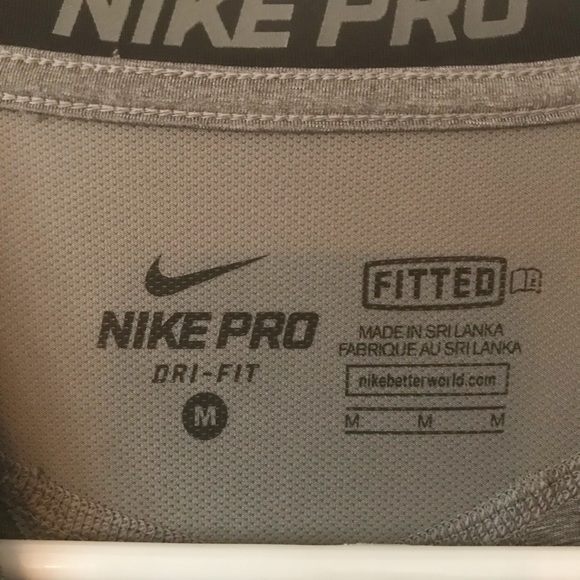 NIKE PRO
NIKE PRO
DRI-FIT
M
FITTED
MADE IN SRI LANKA
FABRIQUE AU SRI LANKA
nikebetterworld.com
M M M